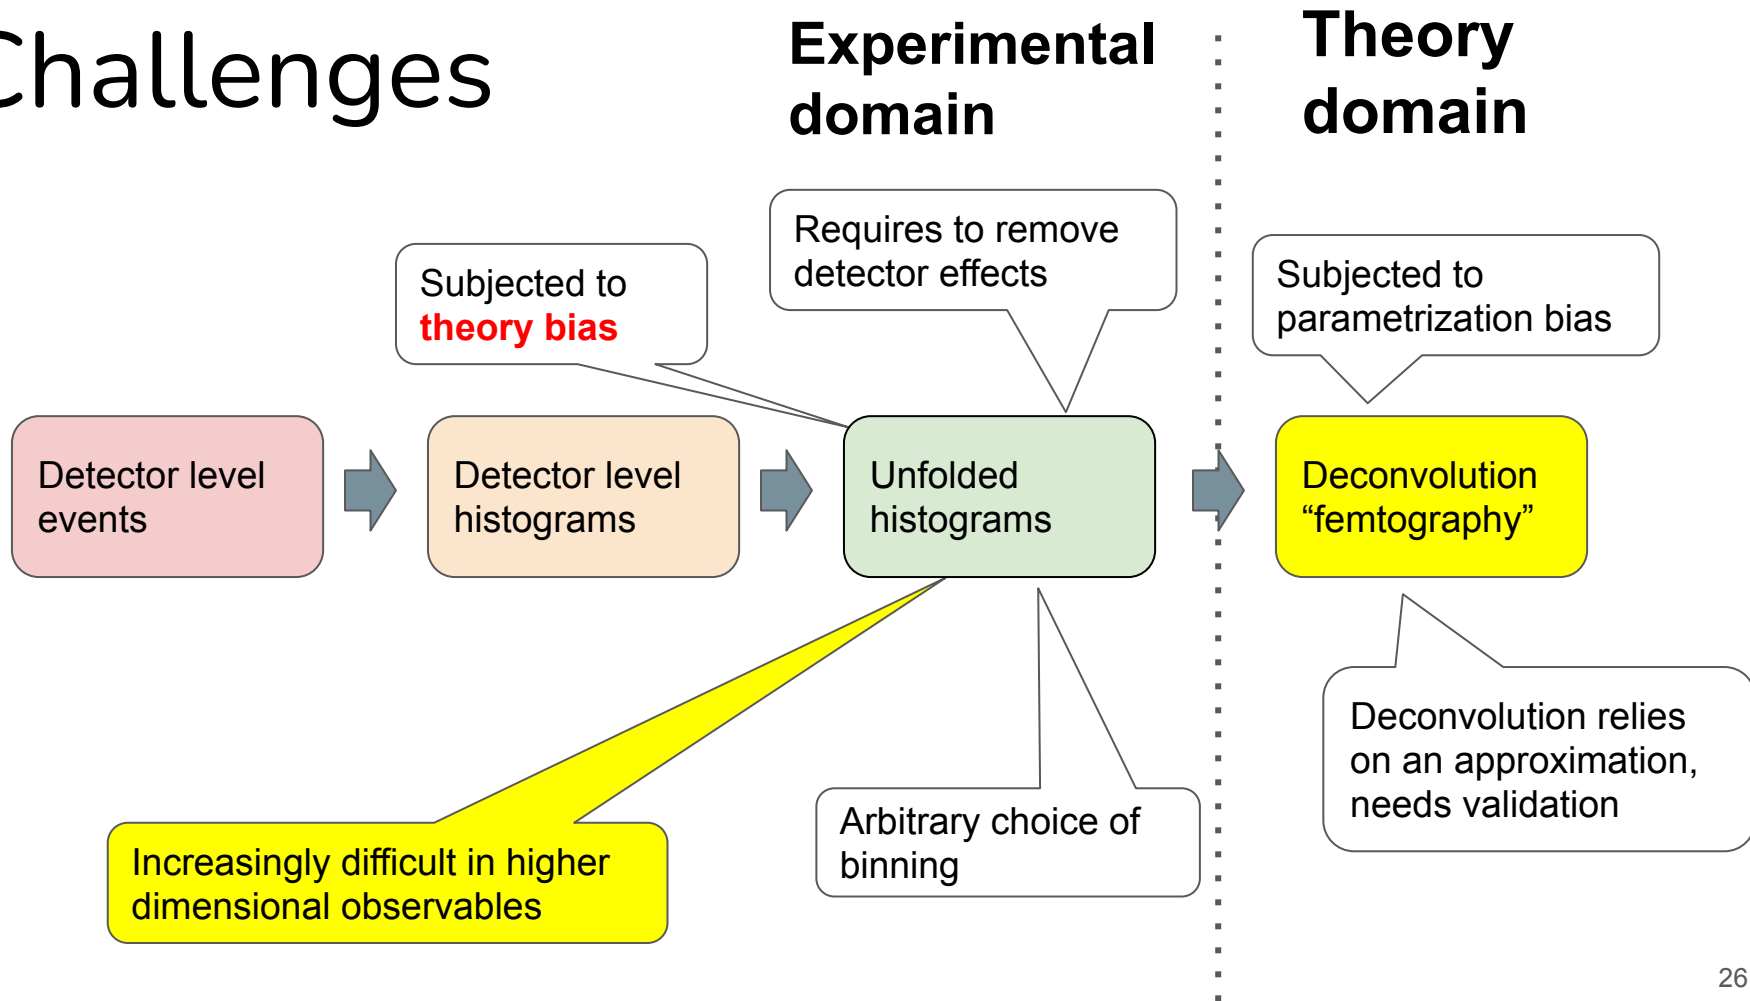 Challenges
Experimental
domain
Theory
domain
Subjected to
theory bias
Requires to remove
detector effects
Subjected to
parametrization bias
Detector level
events
Detector level
histograms
Unfolded
histograms
Deconvolution
“femtography”
Increasingly difficult in higher
dimensional observables
Arbitrary choice of
binning
Deconvolution relies
on an approximation,
needs validation
26